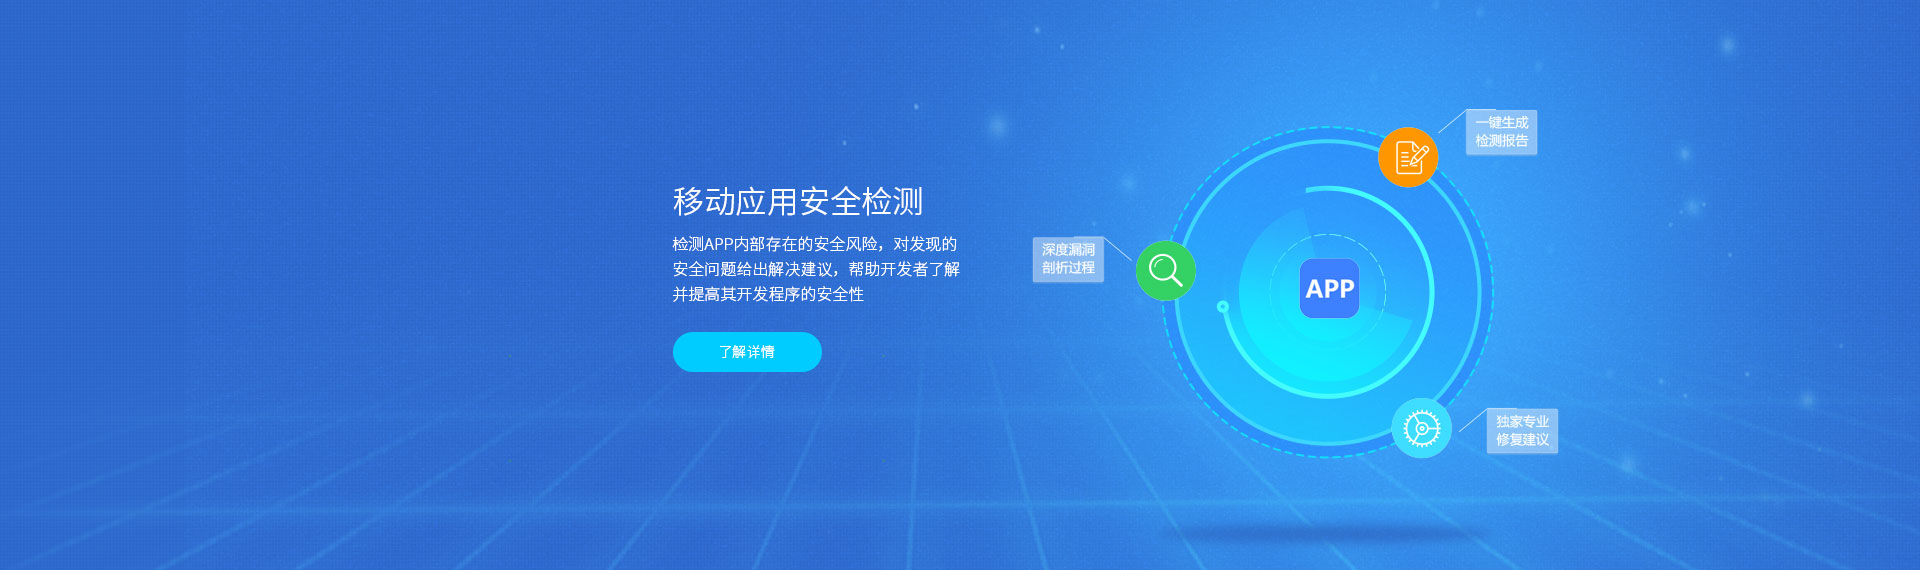 移动应用安全检测
检测APP内部存在的安全风险，对发现的
安全问题给出解决建议，帮助开发者了解
并提高其开发程序的安全性
了解详情
一键生成
检测报告
深度漏洞
剖析过程
APP
独家专业
修复建议